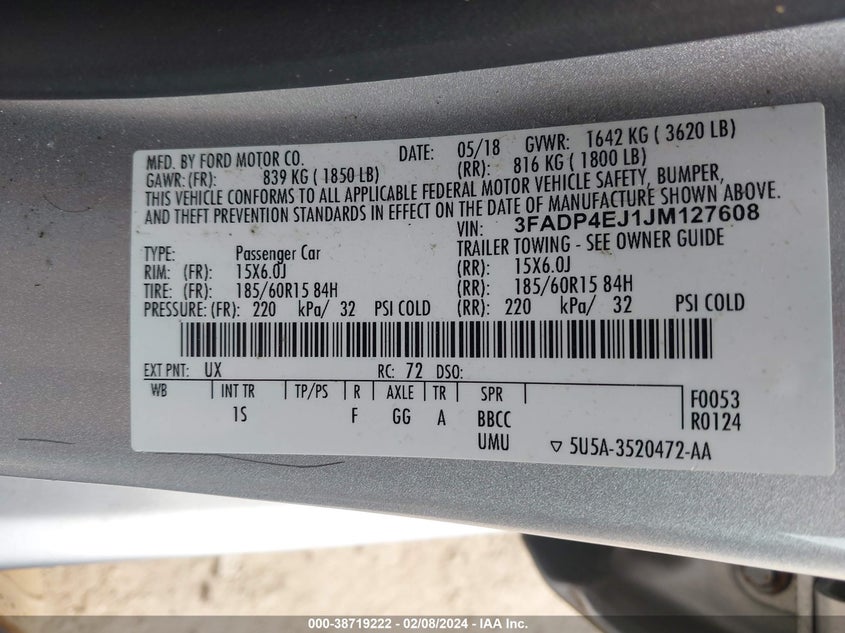 MFD. BY FORD MOTOR CO. DATE: 05/18 GVWR: 1642 KG ( 3620 LB)
GAWR: (FR): 839 KG ( 1850 LB) (RR): 816 KG ( 1800 LB)
THIS VEHICLE CONFORMS TO ALL APPLICABLE FEDERAL MOTOR VEHICLE SAFETY, BUMPER,
AND THEFT PREVENTION STANDARDS IN EFFECT ON THE DATE OF MANUFACTURE SHOWN ABOVE.
VIN: 3FADP4EJ1JM127608
TYPE: Passenger Car TRAILER TOWING - SEE OWNER GUIDE
RIM: (FR): 15X6.0J (RR): 15X6.0J
TIRE: (FR): 185/60R15 84H (RR): 185/60R15 84H
PRESSURE: (FR): 220 kPa/ 32 PSI COLD (RR): 220 kPa/ 32 PSI COLD
EXT PNT: UX RC: 72 DSO:
WB INT TR TP/PS R AXLE TR SPR F0053
1S F GG A BBCC R0124
UMU ▽ 5U5A-3520472-AA
000-38719222 - 02/08/2024 - IAA Inc.